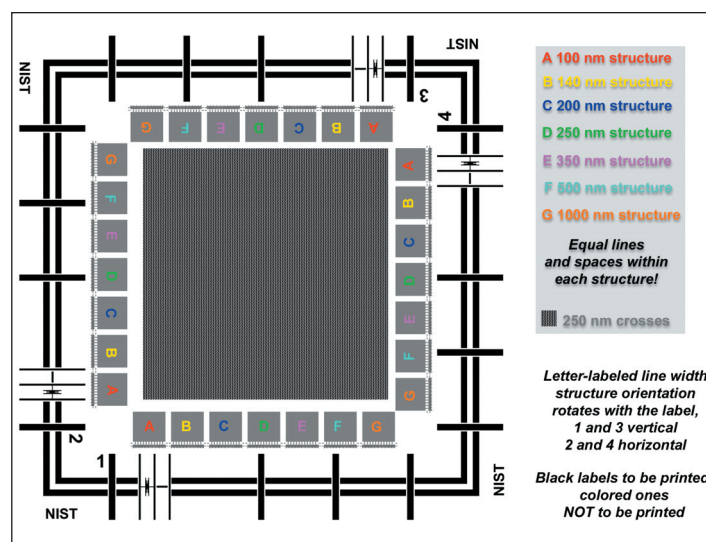 NIST
NIST
3
4
G F E D C B A
G
F
E
D
C
B
A
A
B
C
D
E
F
G
A B C D E F G
2
1
NIST
NIST
A 100 nm structure
B 140 nm structure
C 200 nm structure
D 250 nm structure
E 350 nm structure
F 500 nm structure
G 1000 nm structure
Equal lines
and spaces within
each structure!
250 nm crosses
Letter-labeled line width
structure orientation
rotates with the label,
1 and 3 vertical
2 and 4 horizontal
Black labels to be printed
colored ones
NOT to be printed